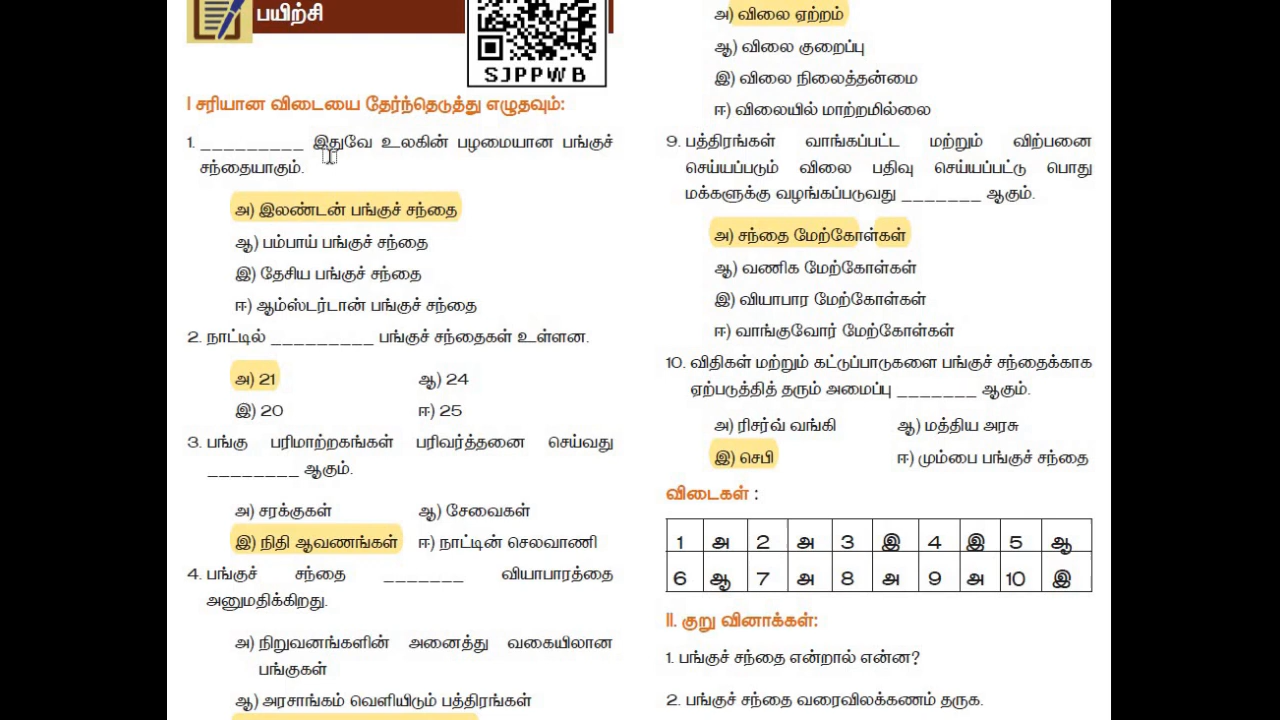 பயிற்சி
SJPPWB
I சரியான விடையை தேர்ந்தெடுத்து எழுதவும்:
1. _________ இதுவே உலகின் பழமையான பங்குச்
சந்தையாகும்.
அ) இலண்டன் பங்குச் சந்தை
ஆ) பம்பாய் பங்குச் சந்தை
இ) தேசிய பங்குச் சந்தை
ஈ) ஆம்ஸ்டர்டான் பங்குச் சந்தை
2. நாட்டில் _________ பங்குச் சந்தைகள் உள்ளன.
அ) 21 ஆ) 24
இ) 20 ஈ) 25
3. பங்கு பரிமாற்றகங்கள் பரிவர்த்தனை செய்வது
________ ஆகும்.
அ) சரக்குகள் ஆ) சேவைகள்
இ) நிதி ஆவணங்கள் ஈ) நாட்டின் செலவாணி
4. பங்குச் சந்தை _______ வியாபாரத்தை
அனுமதிக்கிறது.
அ) நிறுவனங்களின் அனைத்து வகையிலான
பங்குகள்
ஆ) அரசாங்கம் வெளியிடும் பத்திரங்கள்
அ) விலை ஏற்றம்
ஆ) விலை குறைப்பு
இ) விலை நிலைத்தன்மை
ஈ) விலையில் மாற்றமில்லை
9. பத்திரங்கள் வாங்கப்பட்ட மற்றும் விற்பனை
செய்யப்படும் விலை பதிவு செய்யப்பட்டு பொது
மக்களுக்கு வழங்கப்படுவது _______ ஆகும்.
அ) சந்தை மேற்கோள்கள்
ஆ) வணிக மேற்கோள்கள்
இ) வியாபார மேற்கோள்கள்
ஈ) வாங்குவோர் மேற்கோள்கள்
10. விதிகள் மற்றும் கட்டுப்பாடுகளை பங்குச் சந்தைக்காக
ஏற்படுத்தித் தரும் அமைப்பு _______ ஆகும்.
அ) ரிசர்வ் வங்கி ஆ) மத்திய அரசு
இ) செபி ஈ) மும்பை பங்குச் சந்தை
விடைகள் :
1 அ 2 அ 3 இ 4 இ 5 ஆ
6 ஆ 7 அ 8 அ 9 அ 10 இ
II. குறு வினாக்கள்:
1. பங்குச் சந்தை என்றால் என்ன?
2. பங்குச் சந்தை வரைவிலக்கணம் தருக.